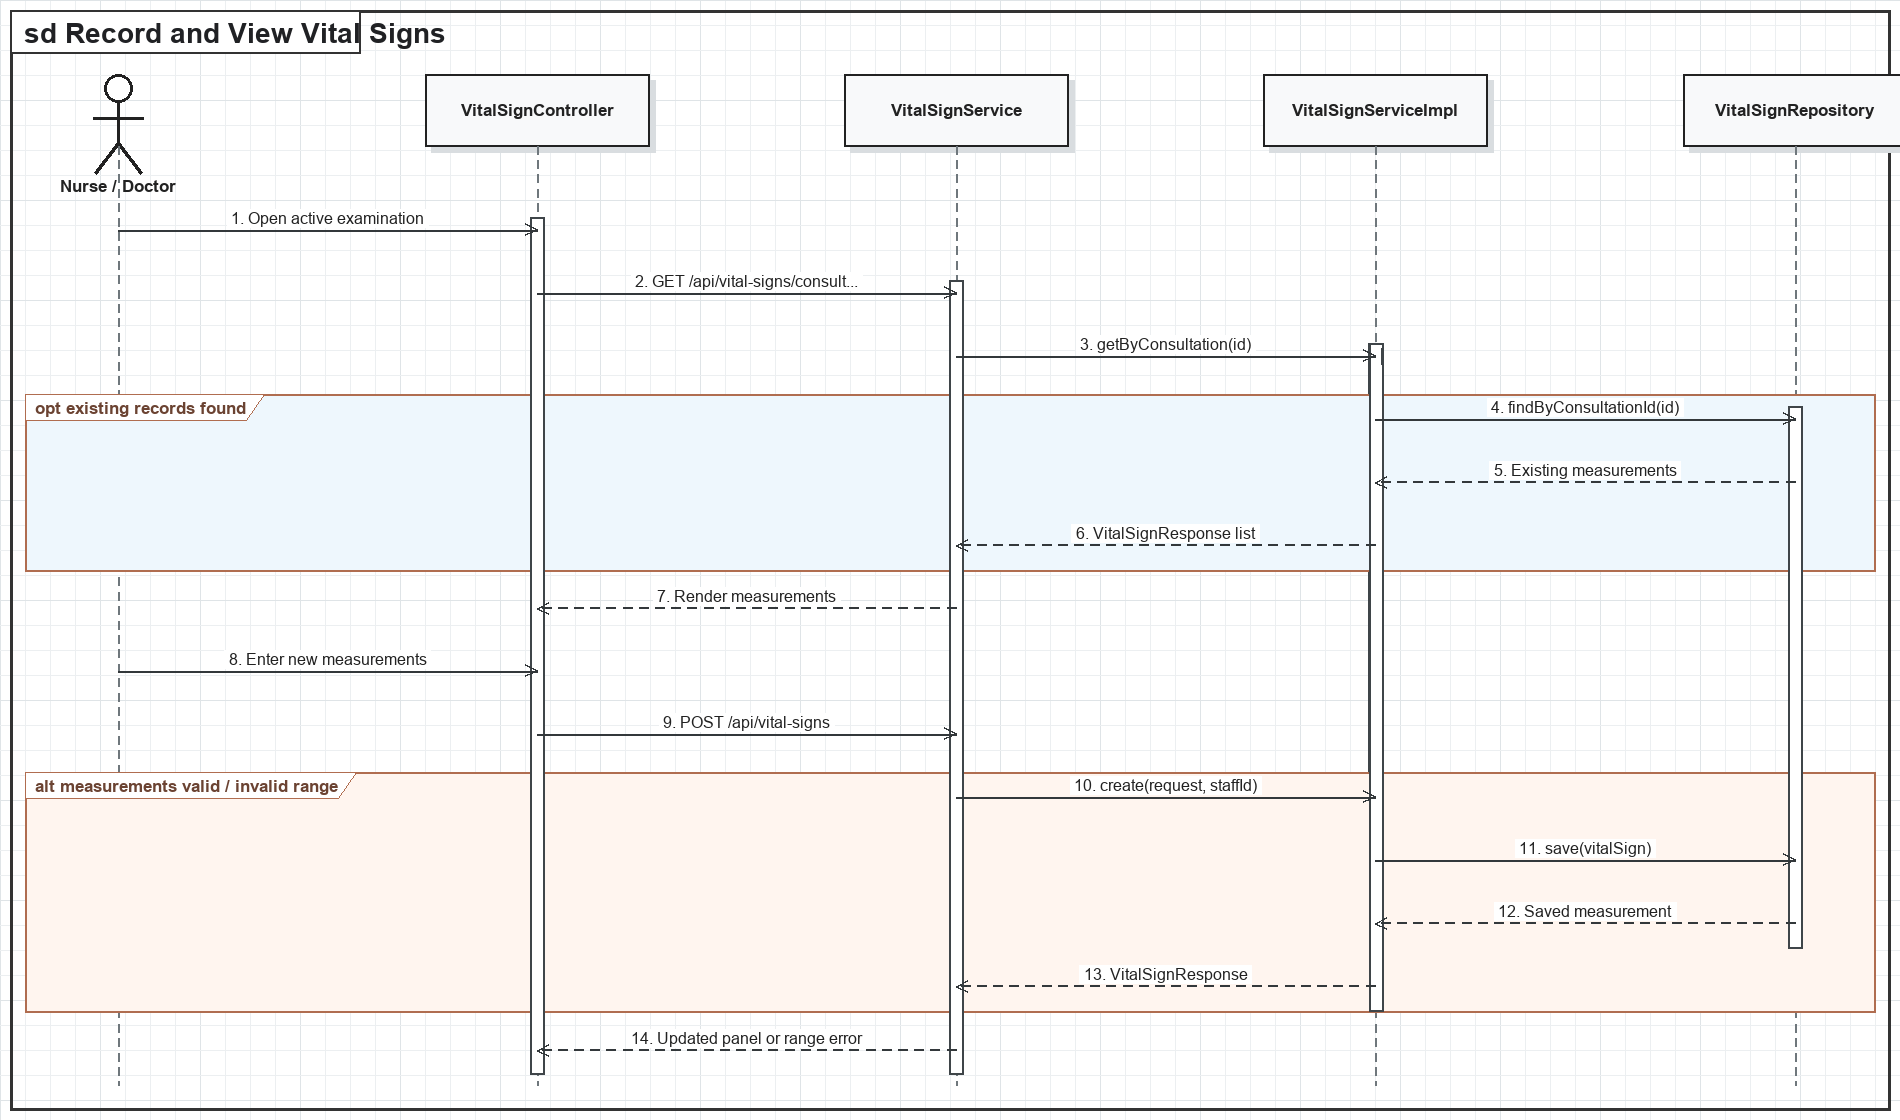 sd Record and View Vital Signs
VitalSignController
VitalSignService
VitalSignServiceImpl
VitalSignRepository
Nurse / Doctor
1. Open active examination
2. GET /api/vital-signs/consult...
3. getByConsultation(id)
opt existing records found
4. findByConsultationId(id)
5. Existing measurements
6. VitalSignResponse list
7. Render measurements
8. Enter new measurements
9. POST /api/vital-signs
alt measurements valid / invalid range
10. create(request, staffId)
11. save(vitalSign)
12. Saved measurement
13. VitalSignResponse
14. Updated panel or range error